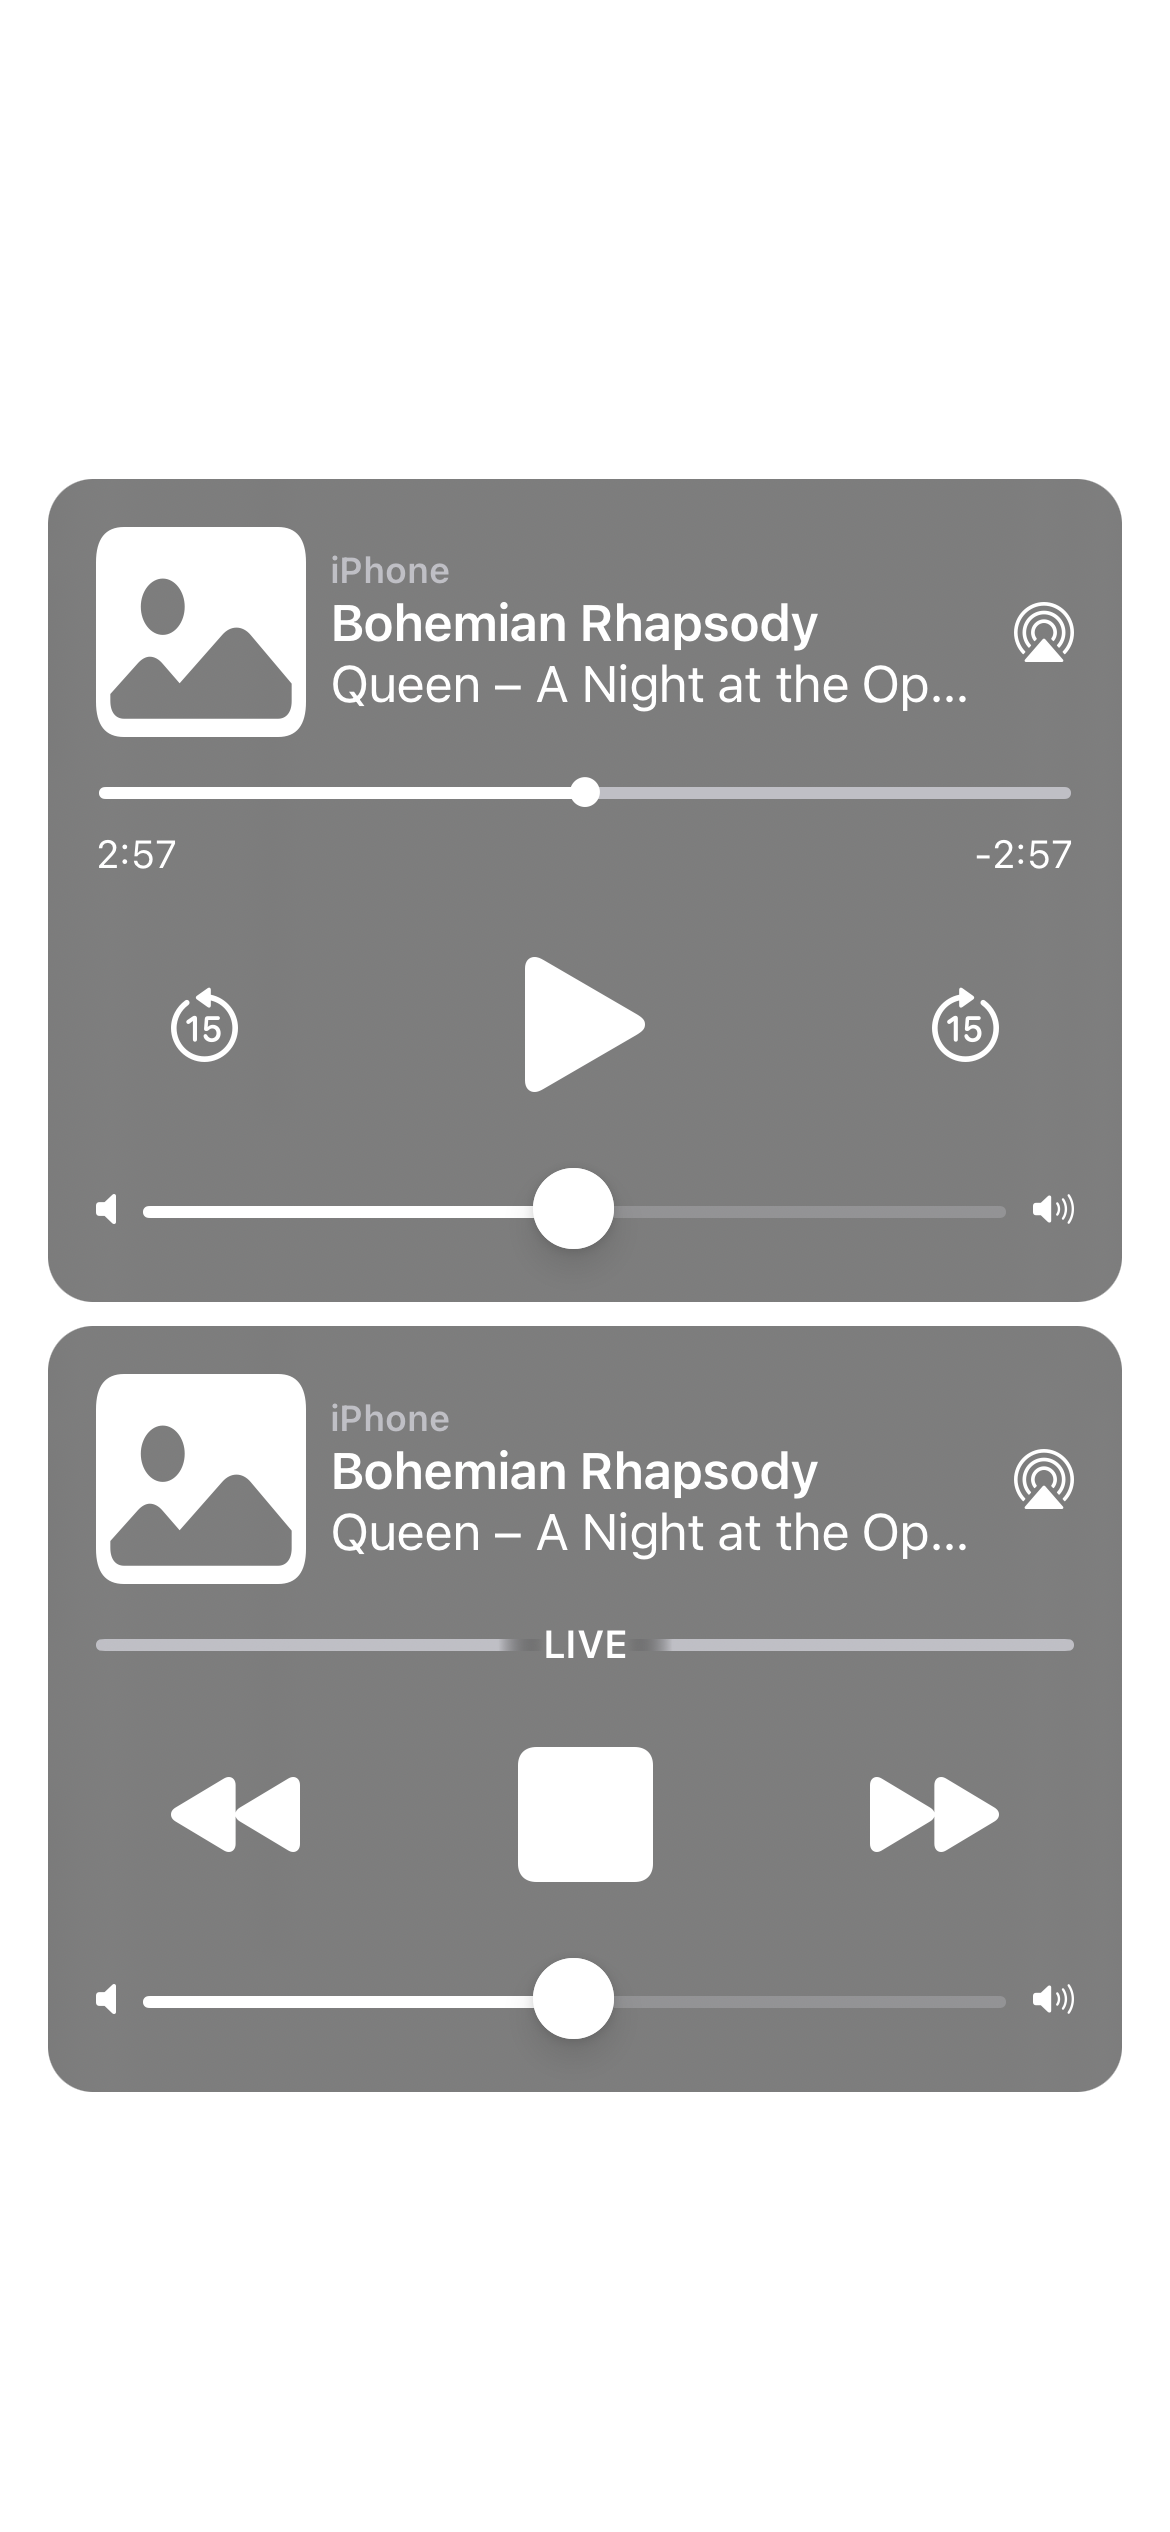 iPhone
Bohemian Rhapsody
Queen – A Night at the Op...
2:57
-2:57
15
15
iPhone
Bohemian Rhapsody
Queen – A Night at the Op...
LIVE